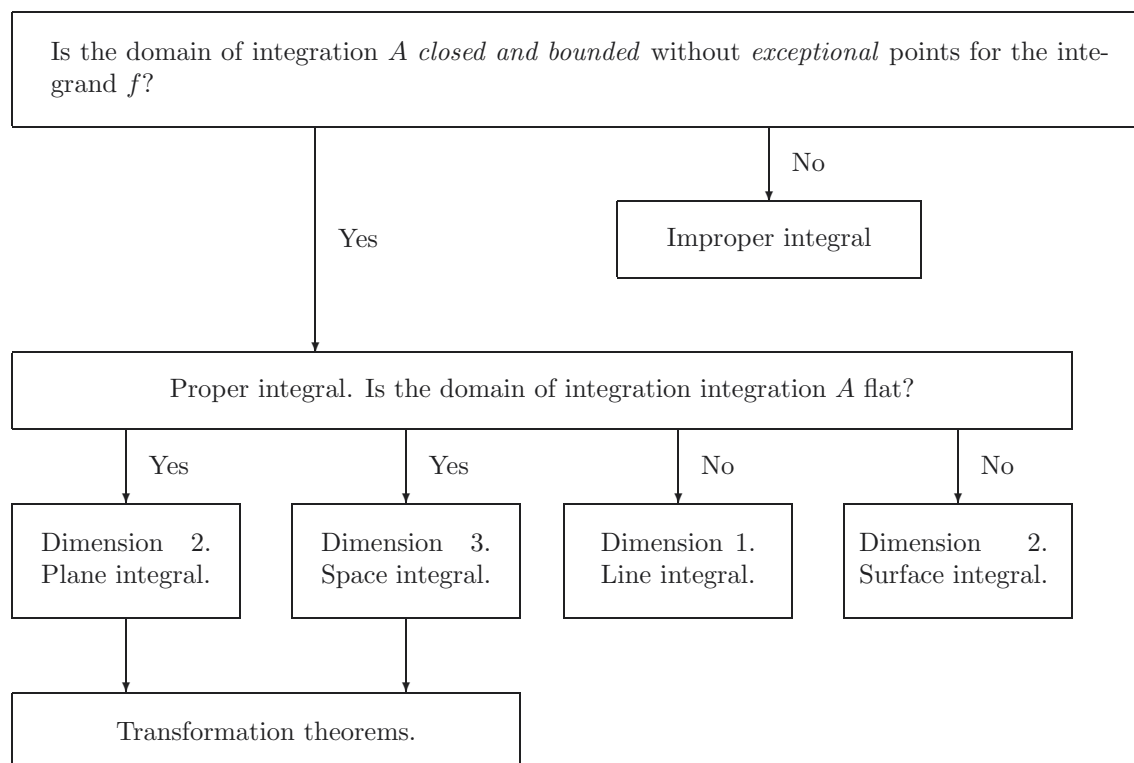 Is the domain of integration A closed and bounded without exceptional points for the inte-
grand f?
No
Yes
Improper integral
Proper integral. Is the domain of integration integration A flat?
Yes
Yes
No
No
Dimension 2.
Plane integral.
Dimension 3.
Space integral.
Dimension 1.
Line integral.
Dimension 2.
Surface integral.
Transformation theorems.